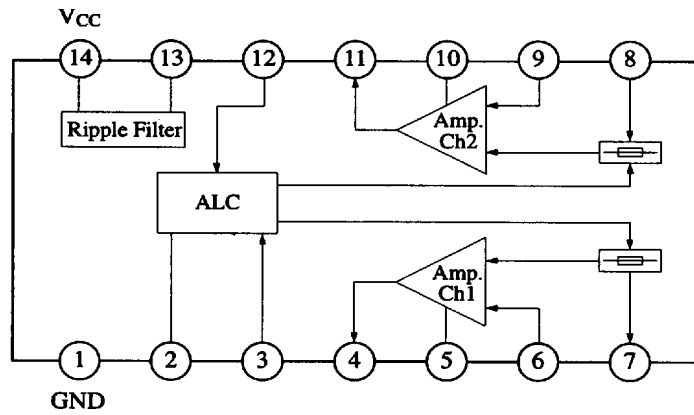 VCC
14 13 12 11 10 9 8
Ripple Filter
Amp.
Ch2
ALC
Amp.
Ch1
1 2 3 4 5 6 7
GND